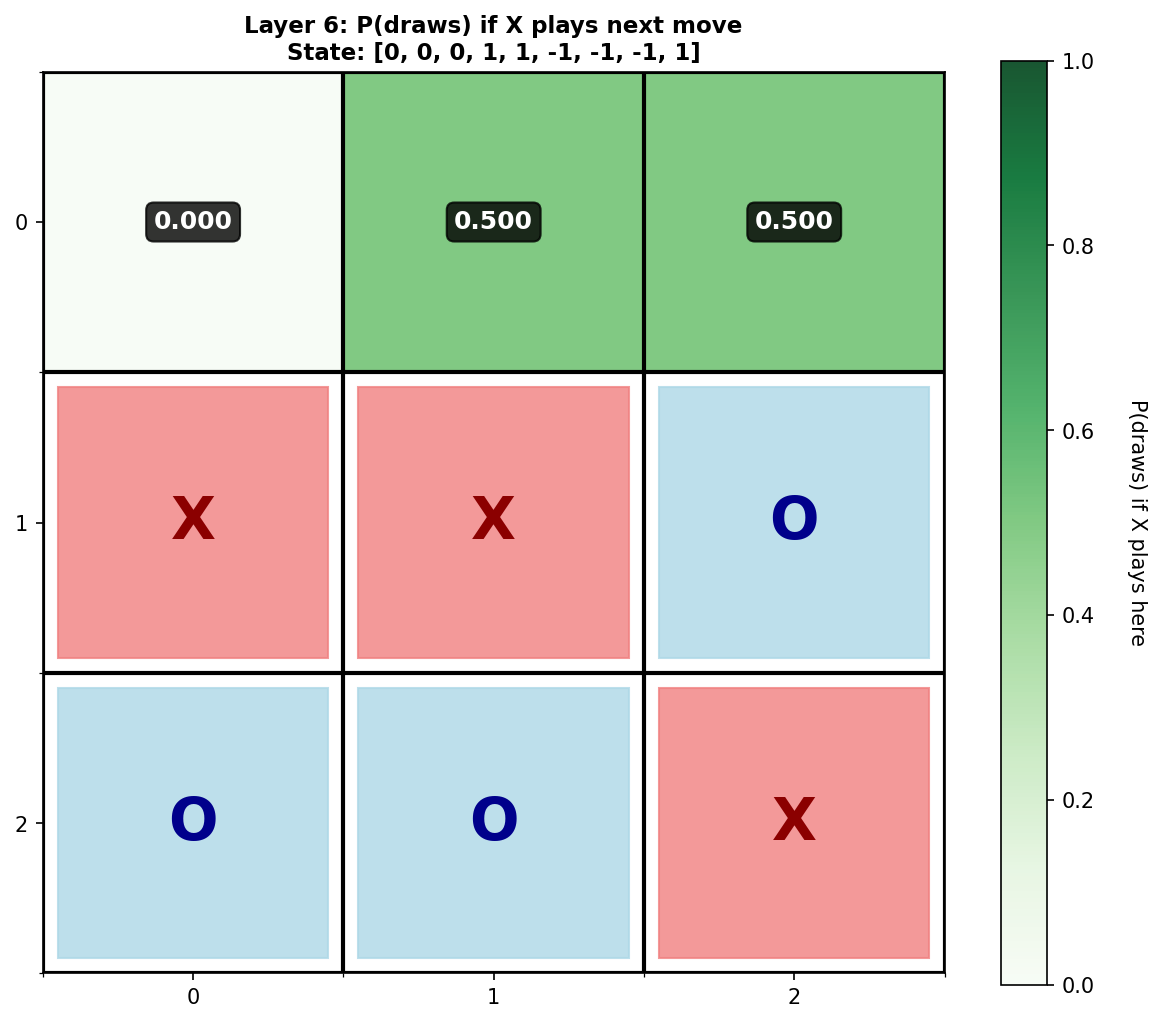 Layer 6: P(draws) if X plays next move
State: [0, 0, 0, 1, 1, -1, -1, -1, 1]
0
0.000
0.500
0.500
1
X
X
O
2
O
O
X
0
1
2
1.0
0.8
0.6
0.4
0.2
0.0
P(draws) if X plays here